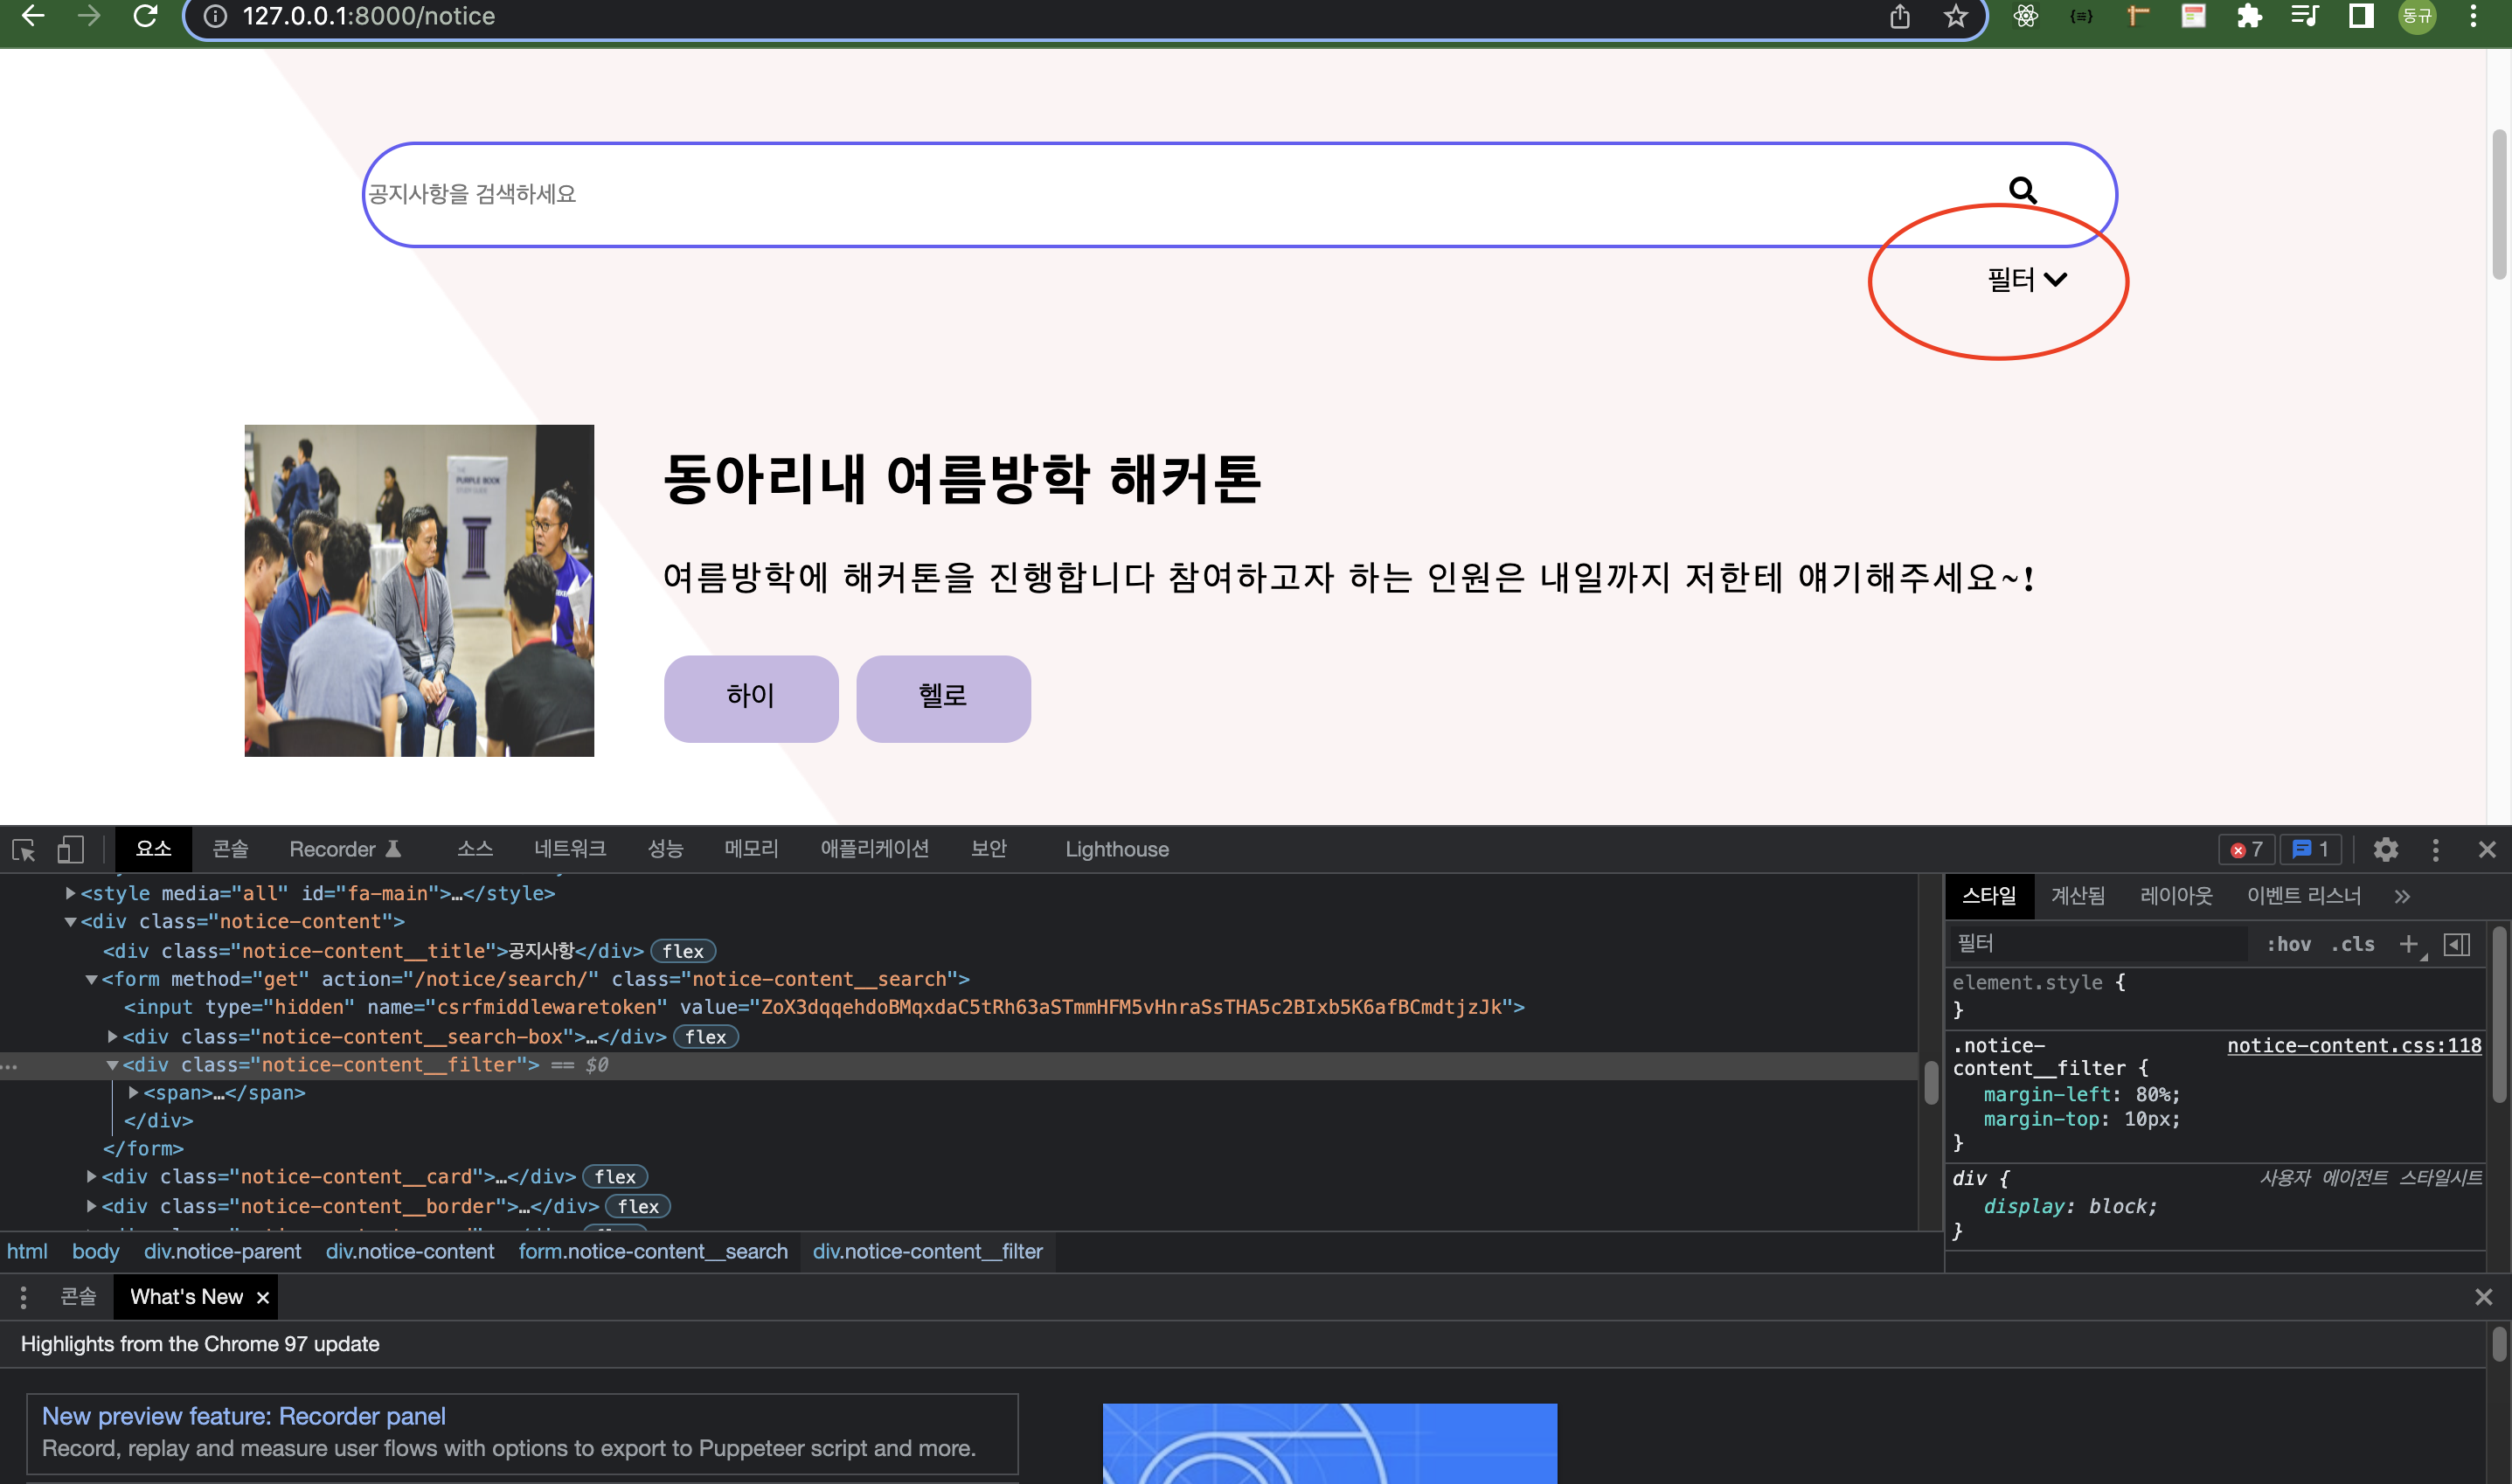 127.0.0.1:8000/notice
동규
공지사항을 검색하세요
필터
PURPLE BOOK
동아리내 여름방학 해커톤
여름방학에 해커톤을 진행합니다 참여하고자 하는 인원은 내일까지 저한테 얘기해주세요~!
하이 헬로
요소 콘솔 Recorder 소스 네트워크 성능 메모리 애플리케이션 보안 Lighthouse 7 1
<style media="all" id="fa-main">…</style>
<div class="notice-content">
<div class="notice-content__title">공지사항</div> flex
<form method="get" action="/notice/search/" class="notice-content__search">
<input type="hidden" name="csrfmiddlewaretoken" value="ZoX3dqqehdoBMqxdaC5tRh63aSTmmHFM5vHnraSsTHA5c2BIxb5K6afBCmdtjzJk">
<div class="notice-content__search-box">…</div> flex
<div class="notice-content__filter"> == $0
<span>…</span>
</div>
</form>
<div class="notice-content__card">…</div> flex
<div class="notice-content__border">…</div> flex
html body div.notice-parent div.notice-content form.notice-content__search div.notice-content__filter
스타일 계산됨 레이아웃 이벤트 리스너 »
필터 :hov .cls +
element.style {
}
.notice- notice-content.css:118
content__filter {
margin-left: 80%;
margin-top: 10px;
}
div { 사용자 에이전트 스타일시트
display: block;
}
콘솔 What's New ×
Highlights from the Chrome 97 update
New preview feature: Recorder panel
Record, replay and measure user flows with options to export to Puppeteer script and more.